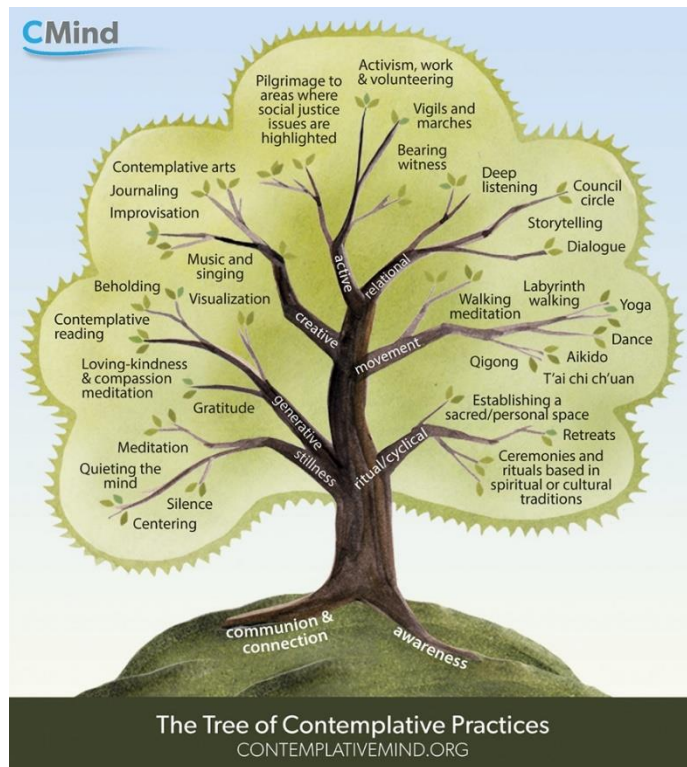 CMind
Activism, work
& volunteering
Pilgrimage to
areas where
social justice
issues are
highlighted
Vigils and
marches
Bearing
witness
Deep
listening
Council
circle
Storytelling
Dialogue
Contemplative arts
Journaling
Improvisation
Music and
singing
active
relational
creative
Beholding
Visualization
Contemplative
reading
Loving-kindness
& compassion
meditation
Gratitude
generative
Walking
meditation
Labyrinth
walking
Yoga
Dance
Aikido
Qigong
T'ai chi ch'uan
movement
Establishing a
sacred/personal space
Retreats
Ceremonies and
rituals based in
spiritual or cultural
traditions
ritual/cyclical
Meditation
Quieting the
mind
Silence
Centering
stillness
communion &
connection
awareness
The Tree of Contemplative Practices
CONTEMPLATIVEMIND.ORG